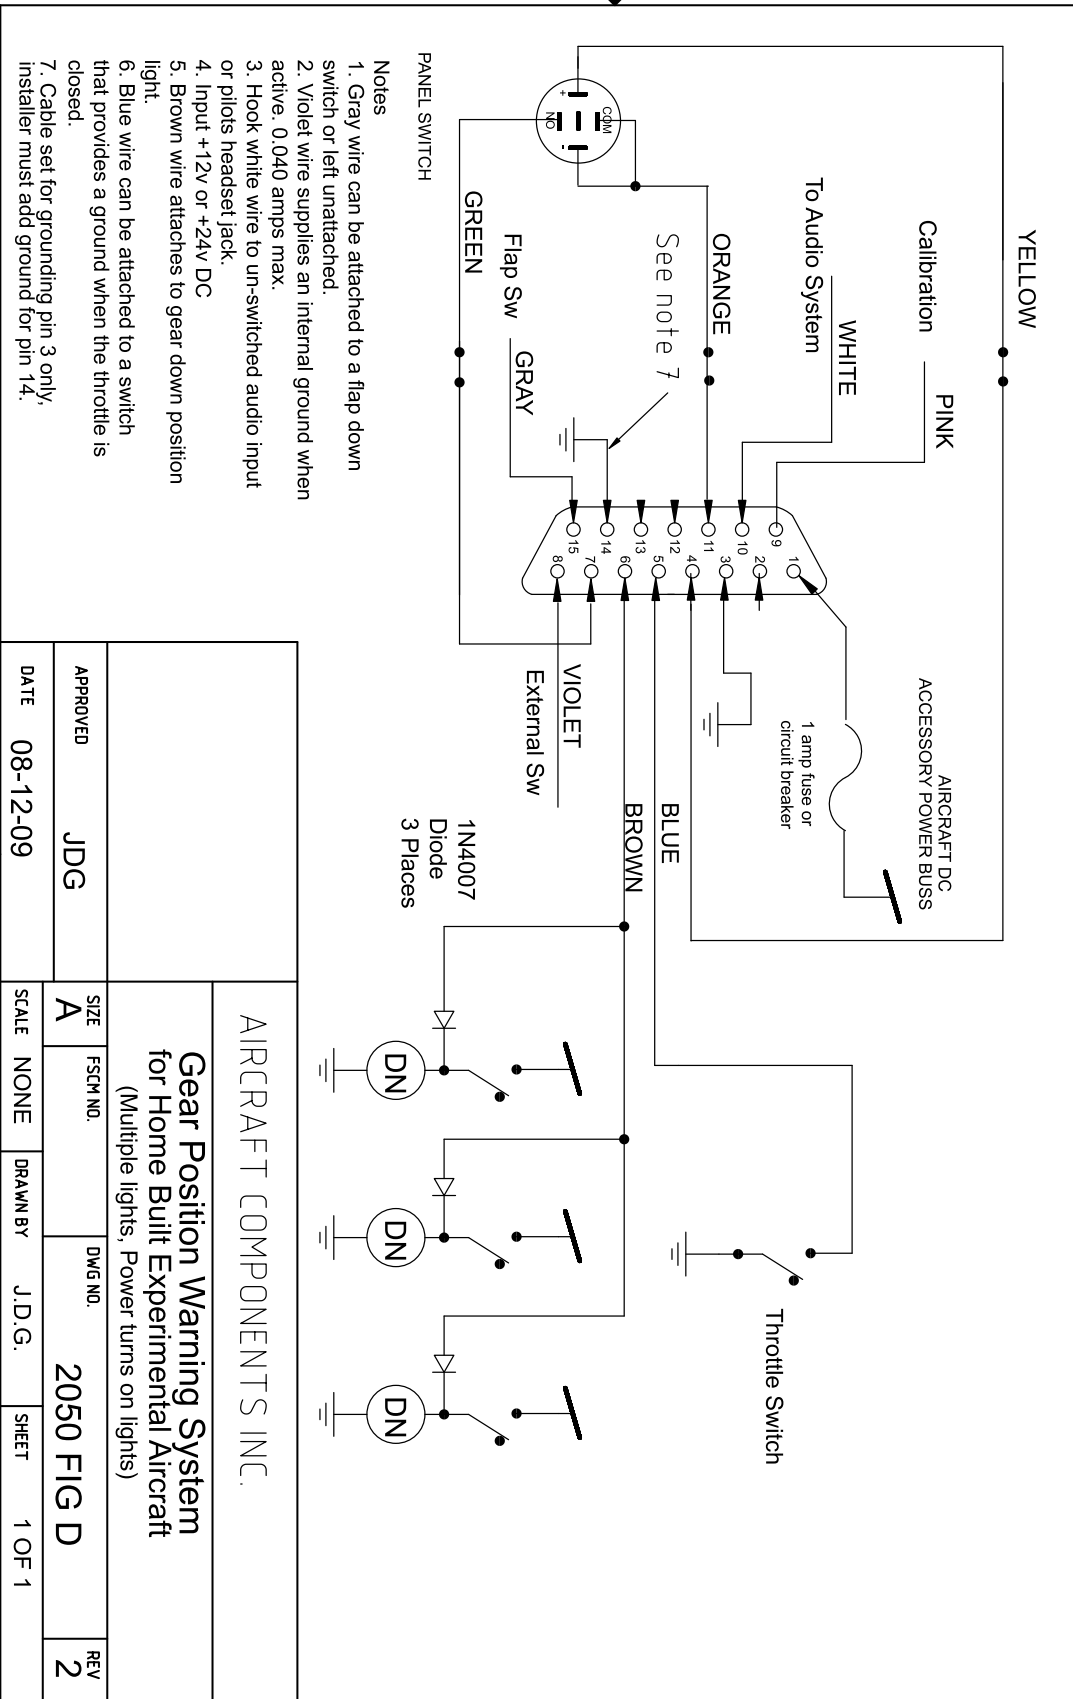 YELLOW
PINK
Calibration
WHITE
To Audio System
ORANGE
See note 7
GRAY
Flap Sw
GREEN
COM
NO
+
-
PANEL SWITCH
1
2
3
4
5
6
7
8
9
10
11
12
13
14
15
AIRCRAFT DC
ACCESSORY POWER BUSS
1 amp fuse or
circuit breaker
BLUE
BROWN
VIOLET
External Sw
Throttle Switch
1N4007
Diode
3 Places
DN
DN
DN
Notes
1. Gray wire can be attached to a flap down
switch or left unattached.
2. Violet wire supplies an internal ground when
active. 0.040 amps max.
3. Hook white wire to un-switched audio input
or pilots headset jack.
4. Input +12v or +24v DC
5. Brown wire attaches to gear down position
light.
6. Blue wire can be attached to a switch
that provides a ground when the throttle is
closed.
7. Cable set for grounding pin 3 only,
installer must add ground for pin 14.
AIRCRAFT COMPONENTS INC.
Gear Position Warning System
for Home Built Experimental Aircraft
(Multiple lights, Power turns on lights)
APPROVED JDG
DATE 08-12-09
SIZE A
FSCM NO.
DWG NO. 2050 FIG D
REV 2
SCALE NONE
DRAWN BY J.D.G.
SHEET 1 OF 1